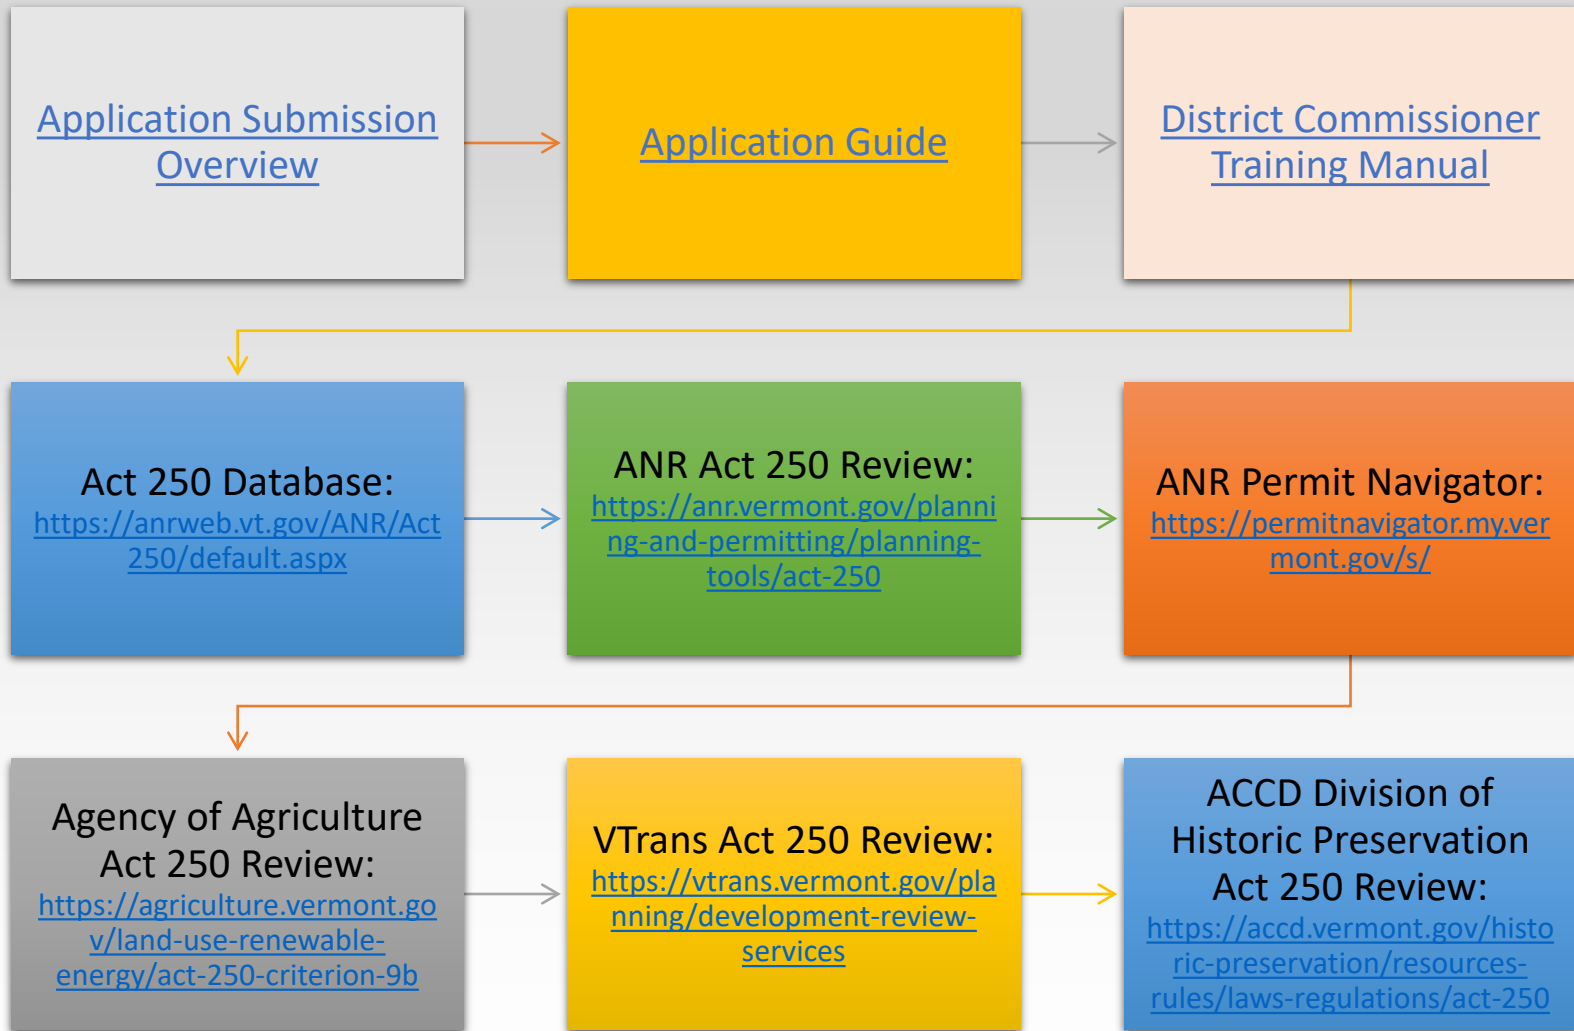 Application Submission
Overview
Application Guide
District Commissioner
Training Manual
Act 250 Database:
https://anrweb.vt.gov/ANR/Act
250/default.aspx
ANR Act 250 Review:
https://anr.vermont.gov/planni
ng-and-permitting/planning-
tools/act-250
ANR Permit Navigator:
https://permitnavigator.my.ver
mont.gov/s/
Agency of Agriculture
Act 250 Review:
https://agriculture.vermont.go
v/land-use-renewable-
energy/act-250-criterion-9b
VTrans Act 250 Review:
https://vtrans.vermont.gov/pla
nning/development-review-
services
ACCD Division of
Historic Preservation
Act 250 Review:
https://accd.vermont.gov/histo
ric-preservation/resources-
rules/laws-regulations/act-250